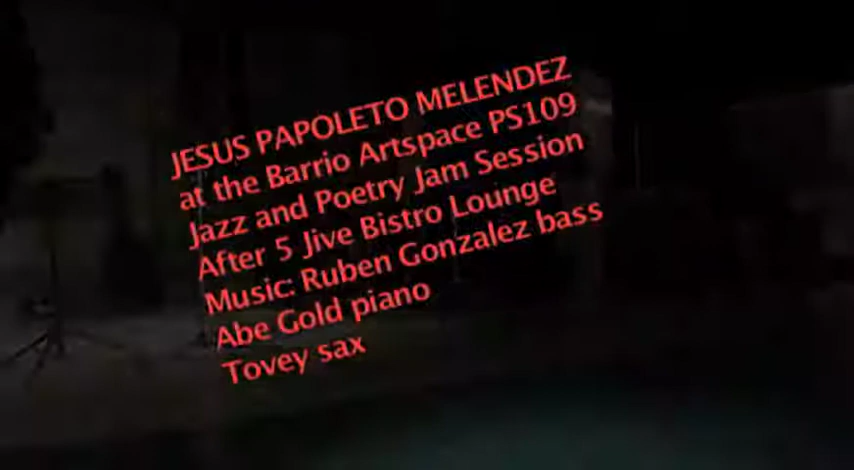 JESUS PAPOLETO MELENDEZ
at the Barrio Artspace PS109
Jazz and Poetry Jam Session
After 5 Jive Bistro Lounge
Music: Ruben Gonzalez bass
Abe Gold piano
Tovey sax